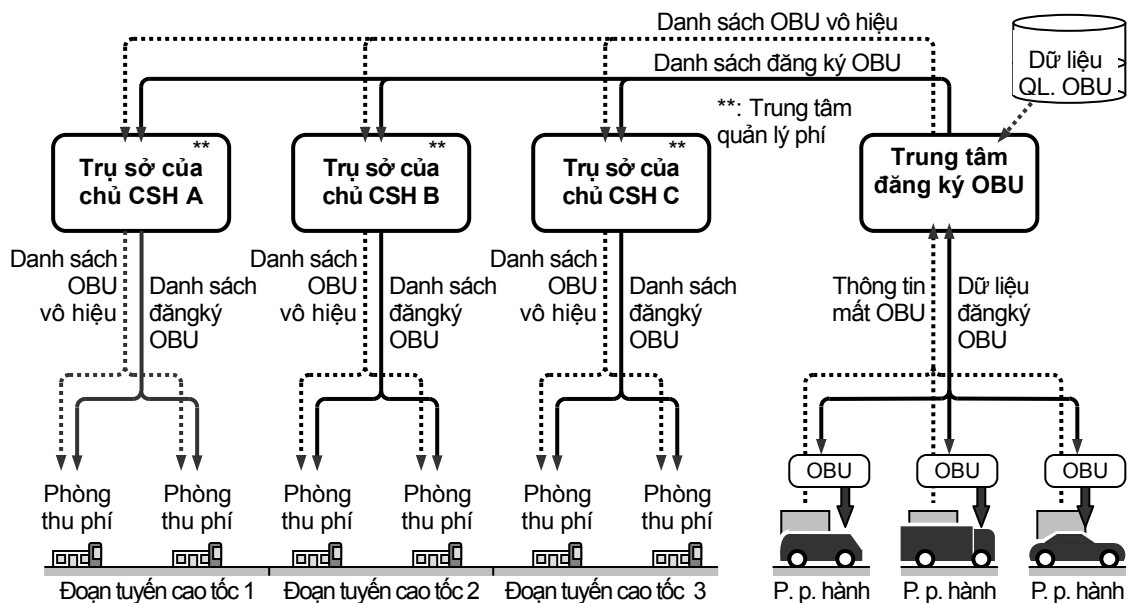 Danh sách OBU vô hiệu
Danh sách đăng ký OBU
Dữ liệu
QL. OBU
**: Trung tâm
quản lý phí
**
Trụ sở của
chủ CSH A
**
Trụ sở của
chủ CSH B
**
Trụ sở của
chủ CSH C
Trung tâm
đăng ký OBU
Danh sách
OBU
vô hiệu
Danh sách
đăngký
OBU
Danh sách
OBU
vô hiệu
Danh sách
đăngký
OBU
Danh sách
OBU
vô hiệu
Danh sách
đăngký
OBU
Thông tin
mất OBU
Dữ liệu
đăngký
OBU
OBU
OBU
OBU
Phòng
thu phí
Phòng
thu phí
Phòng
thu phí
Phòng
thu phí
Phòng
thu phí
Phòng
thu phí
Đoạn tuyến cao tốc 1
Đoạn tuyến cao tốc 2
Đoạn tuyến cao tốc 3
P. p. hành
P. p. hành
P. p. hành